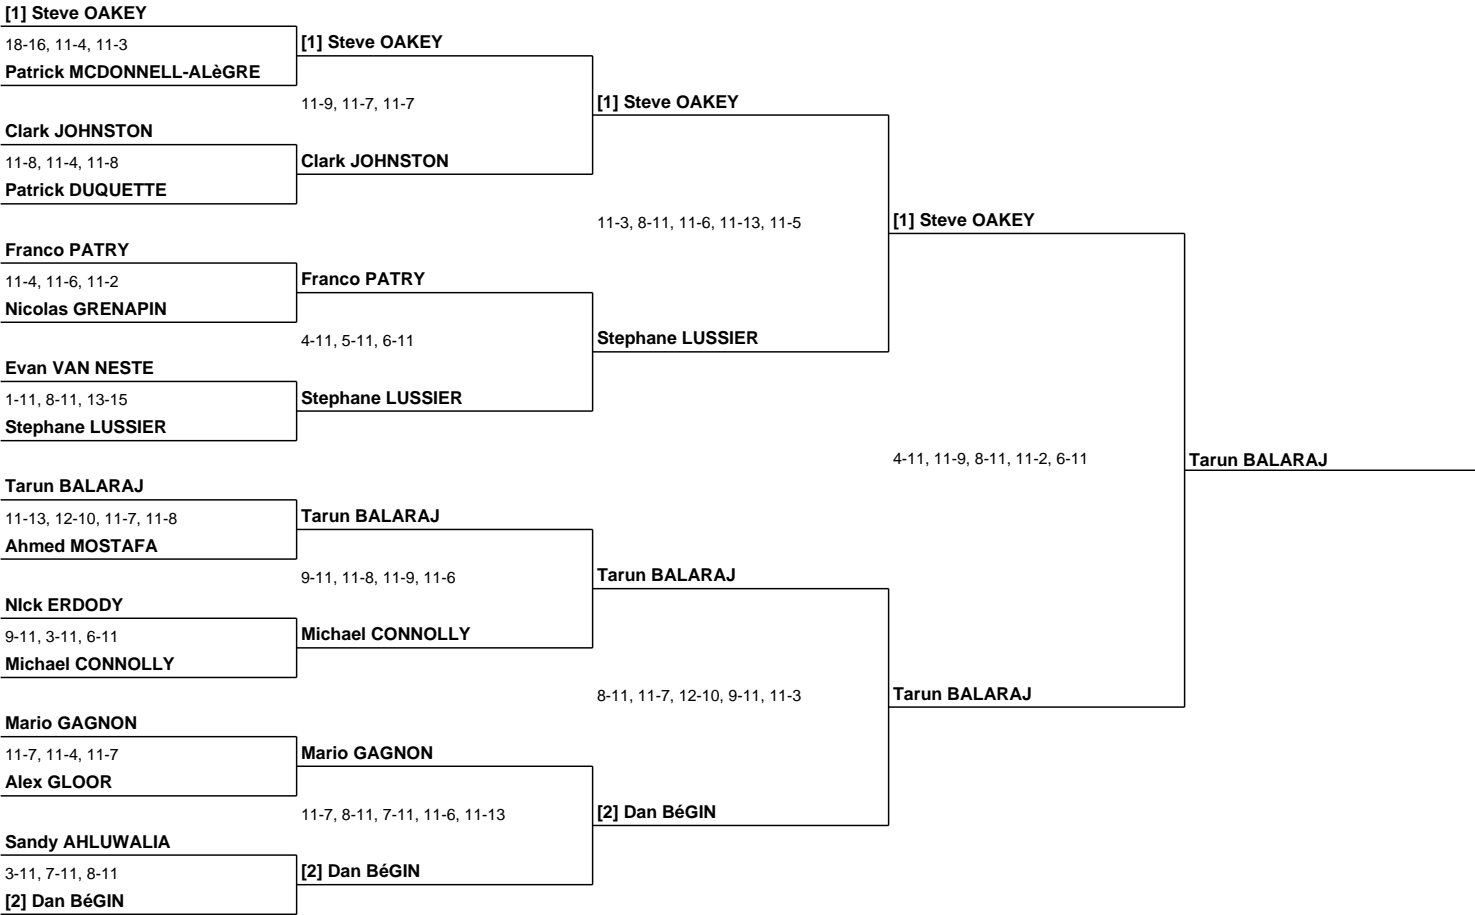 [1] Steve OAKEY
18-16, 11-4, 11-3
Patrick MCDONNELL-ALèGRE
Clark JOHNSTON
11-8, 11-4, 11-8
Patrick DUQUETTE
Franco PATRY
11-4, 11-6, 11-2
Nicolas GRENAPIN
Evan VAN NESTE
1-11, 8-11, 13-15
Stephane LUSSIER
Tarun BALARAJ
11-13, 12-10, 11-7, 11-8
Ahmed MOSTAFA
NIck ERDODY
9-11, 3-11, 6-11
Michael CONNOLLY
Mario GAGNON
11-7, 11-4, 11-7
Alex GLOOR
Sandy AHLUWALIA
3-11, 7-11, 8-11
[2] Dan BéGIN
[1] Steve OAKEY
11-9, 11-7, 11-7
Clark JOHNSTON
Franco PATRY
4-11, 5-11, 6-11
Stephane LUSSIER
Tarun BALARAJ
9-11, 11-8, 11-9, 11-6
Michael CONNOLLY
Mario GAGNON
11-7, 8-11, 7-11, 11-6, 11-13
[2] Dan BéGIN
[1] Steve OAKEY
11-3, 8-11, 11-6, 11-13, 11-5
Stephane LUSSIER
Tarun BALARAJ
8-11, 11-7, 12-10, 9-11, 11-3
[2] Dan BéGIN
[1] Steve OAKEY
4-11, 11-9, 8-11, 11-2, 6-11
Tarun BALARAJ
Tarun BALARAJ